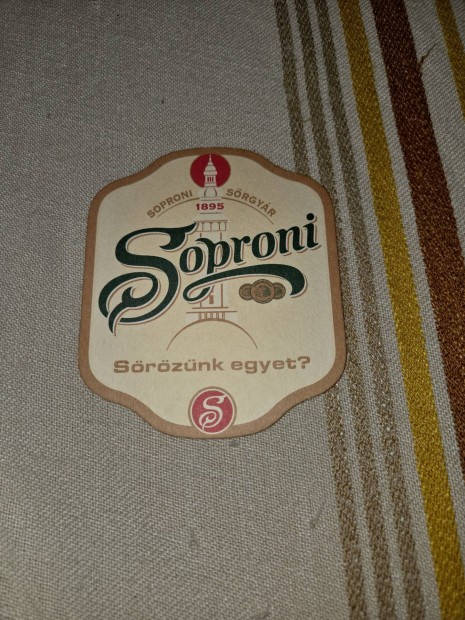 SOPRONI SÖRGYÁR
1895
Soproni
Sörözünk egyet?
S